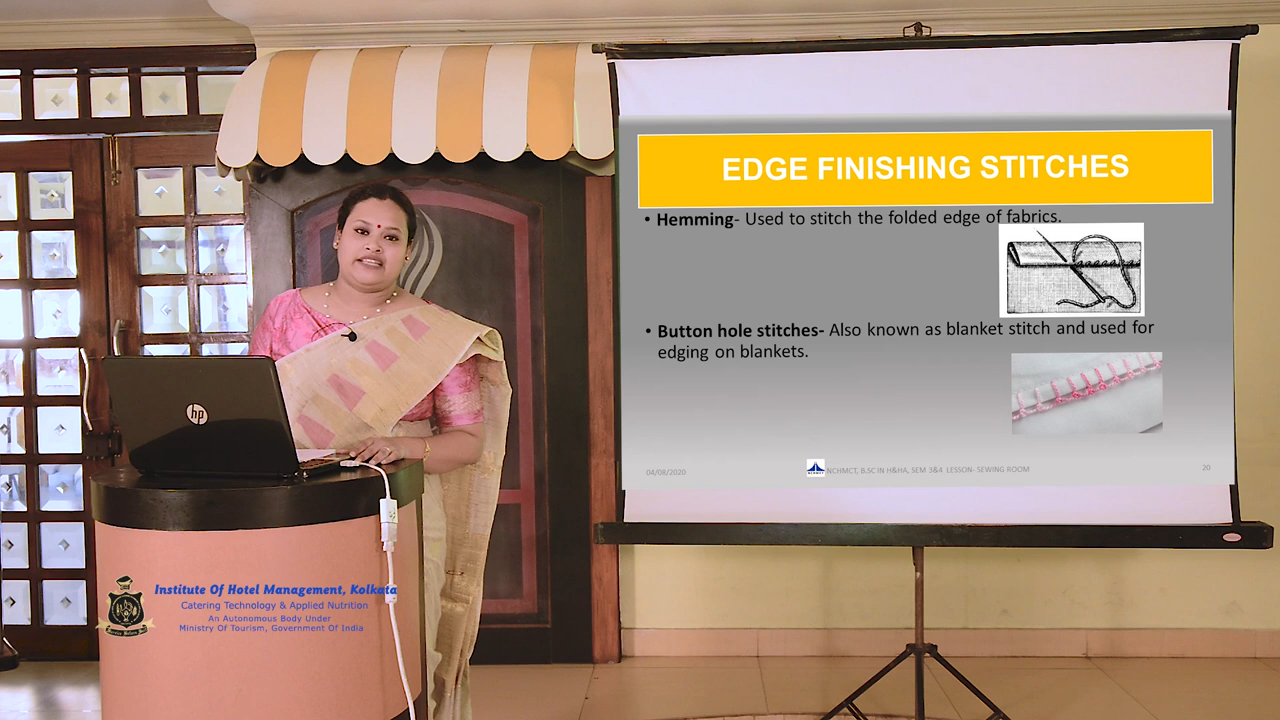 EDGE FINISHING STITCHES
• Hemming- Used to stitch the folded edge of fabrics.
• Button hole stitches- Also known as blanket stitch and used for
edging on blankets.
04/08/2020
NCHMCT, B.SC IN H&HA, SEM 3&4 LESSON- SEWING ROOM
20
hp
Institute Of Hotel Management, Kolkata
Catering Technology & Applied Nutrition
An Autonomous Body Under
Ministry Of Tourism, Government Of India